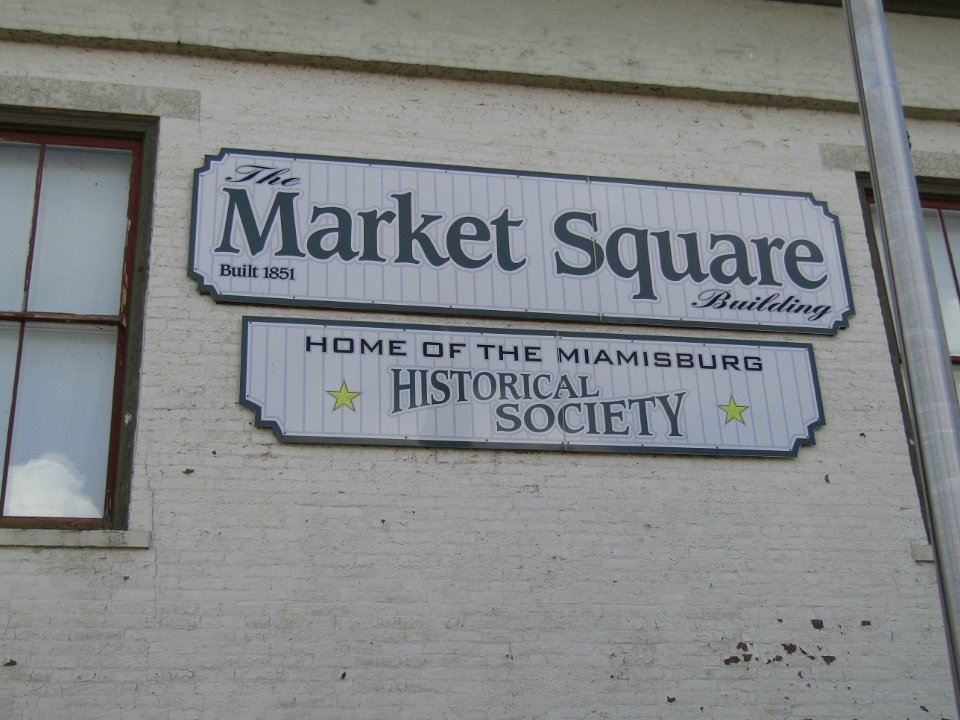 The
Market Square
Built 1851
Building
HOME OF THE MIAMISBURG
HISTORICAL
SOCIETY